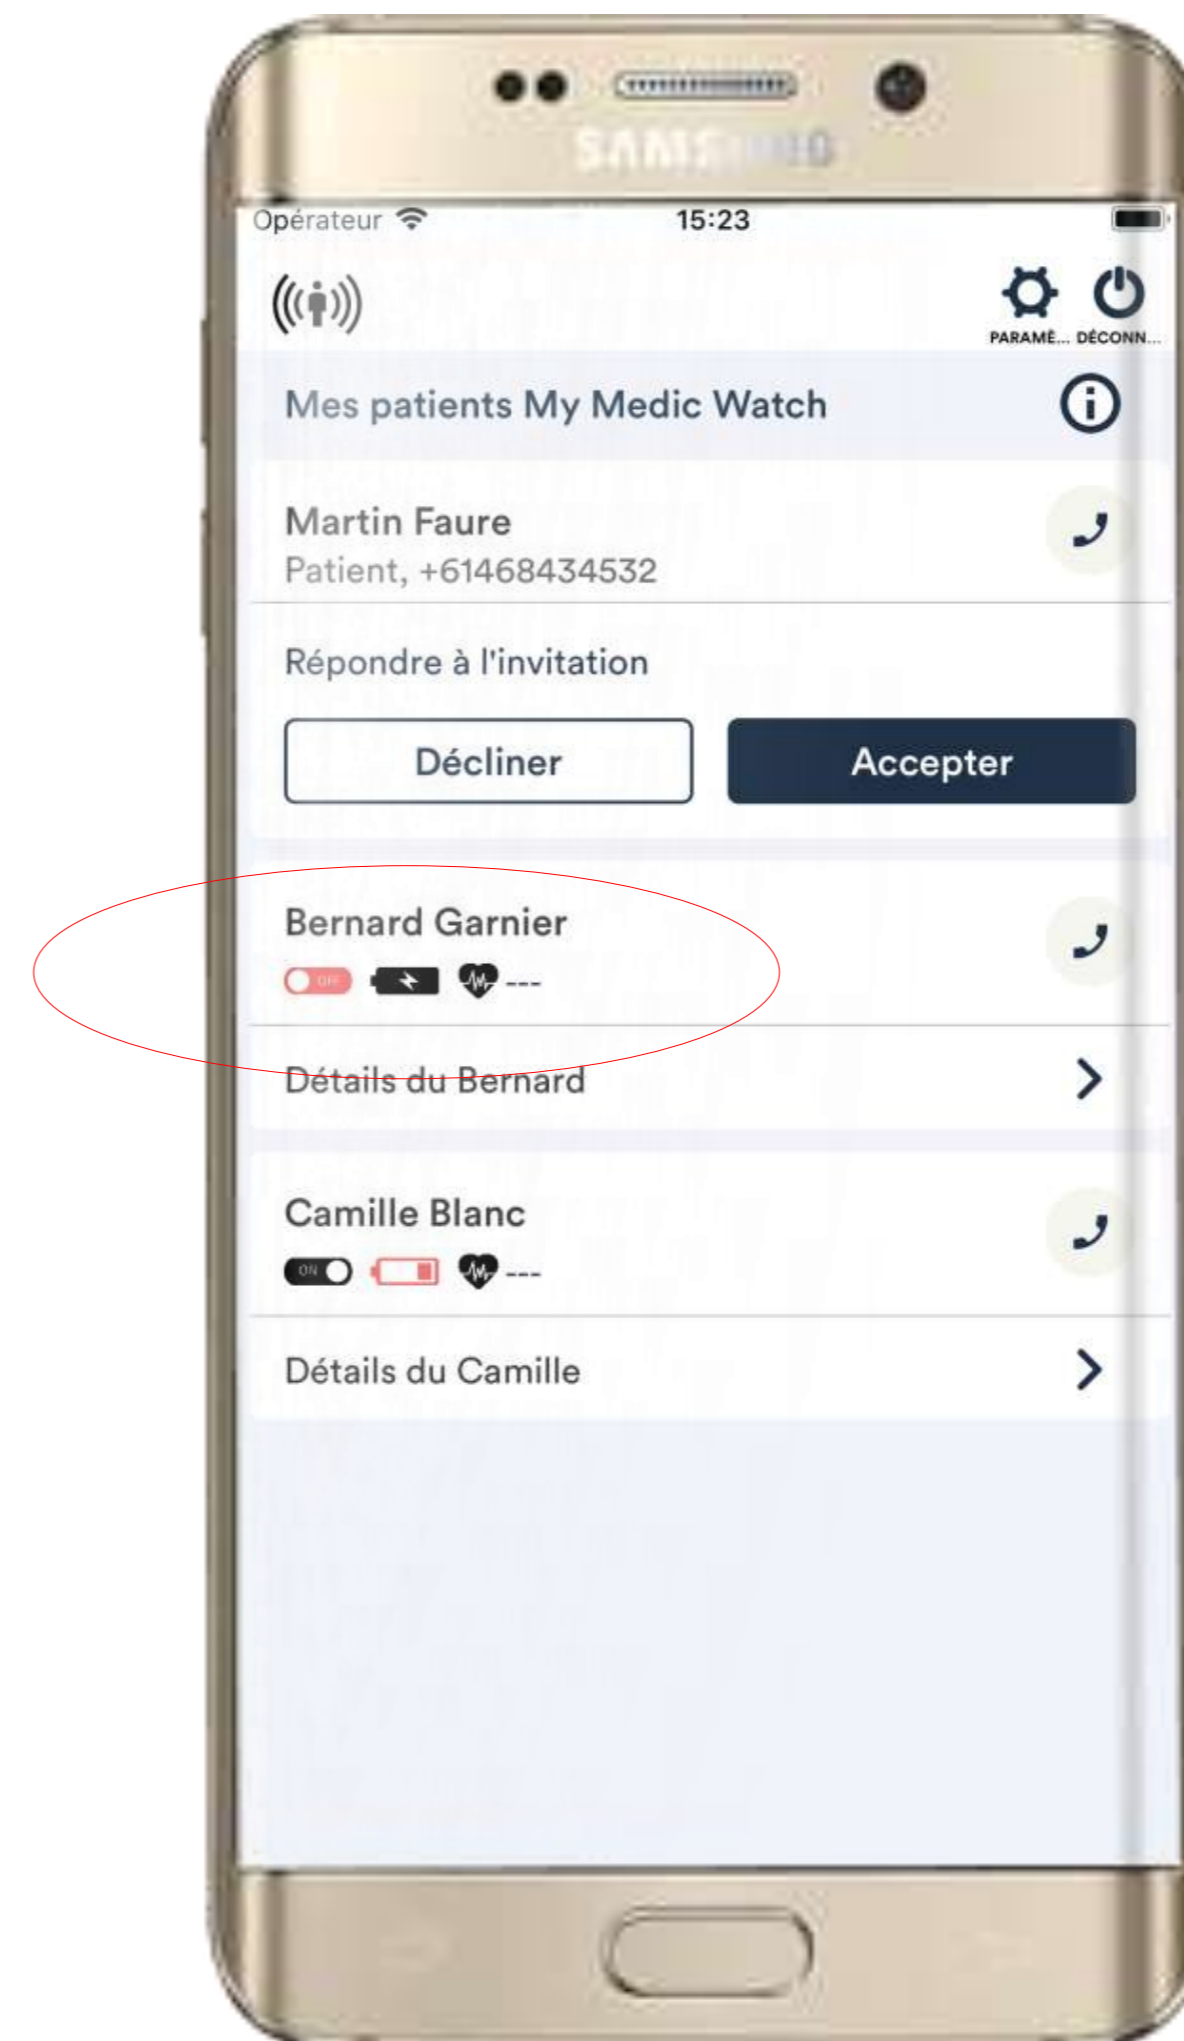 SAMSUNG
Opérateur 15:23
PARAMÈ... DÉCONN...
Mes patients My Medic Watch
Martin Faure
Patient, +61468434532
Répondre à l'invitation
Décliner Accepter
Bernard Garnier
OFF ---
Détails du Bernard
Camille Blanc
ON ---
Détails du Camille